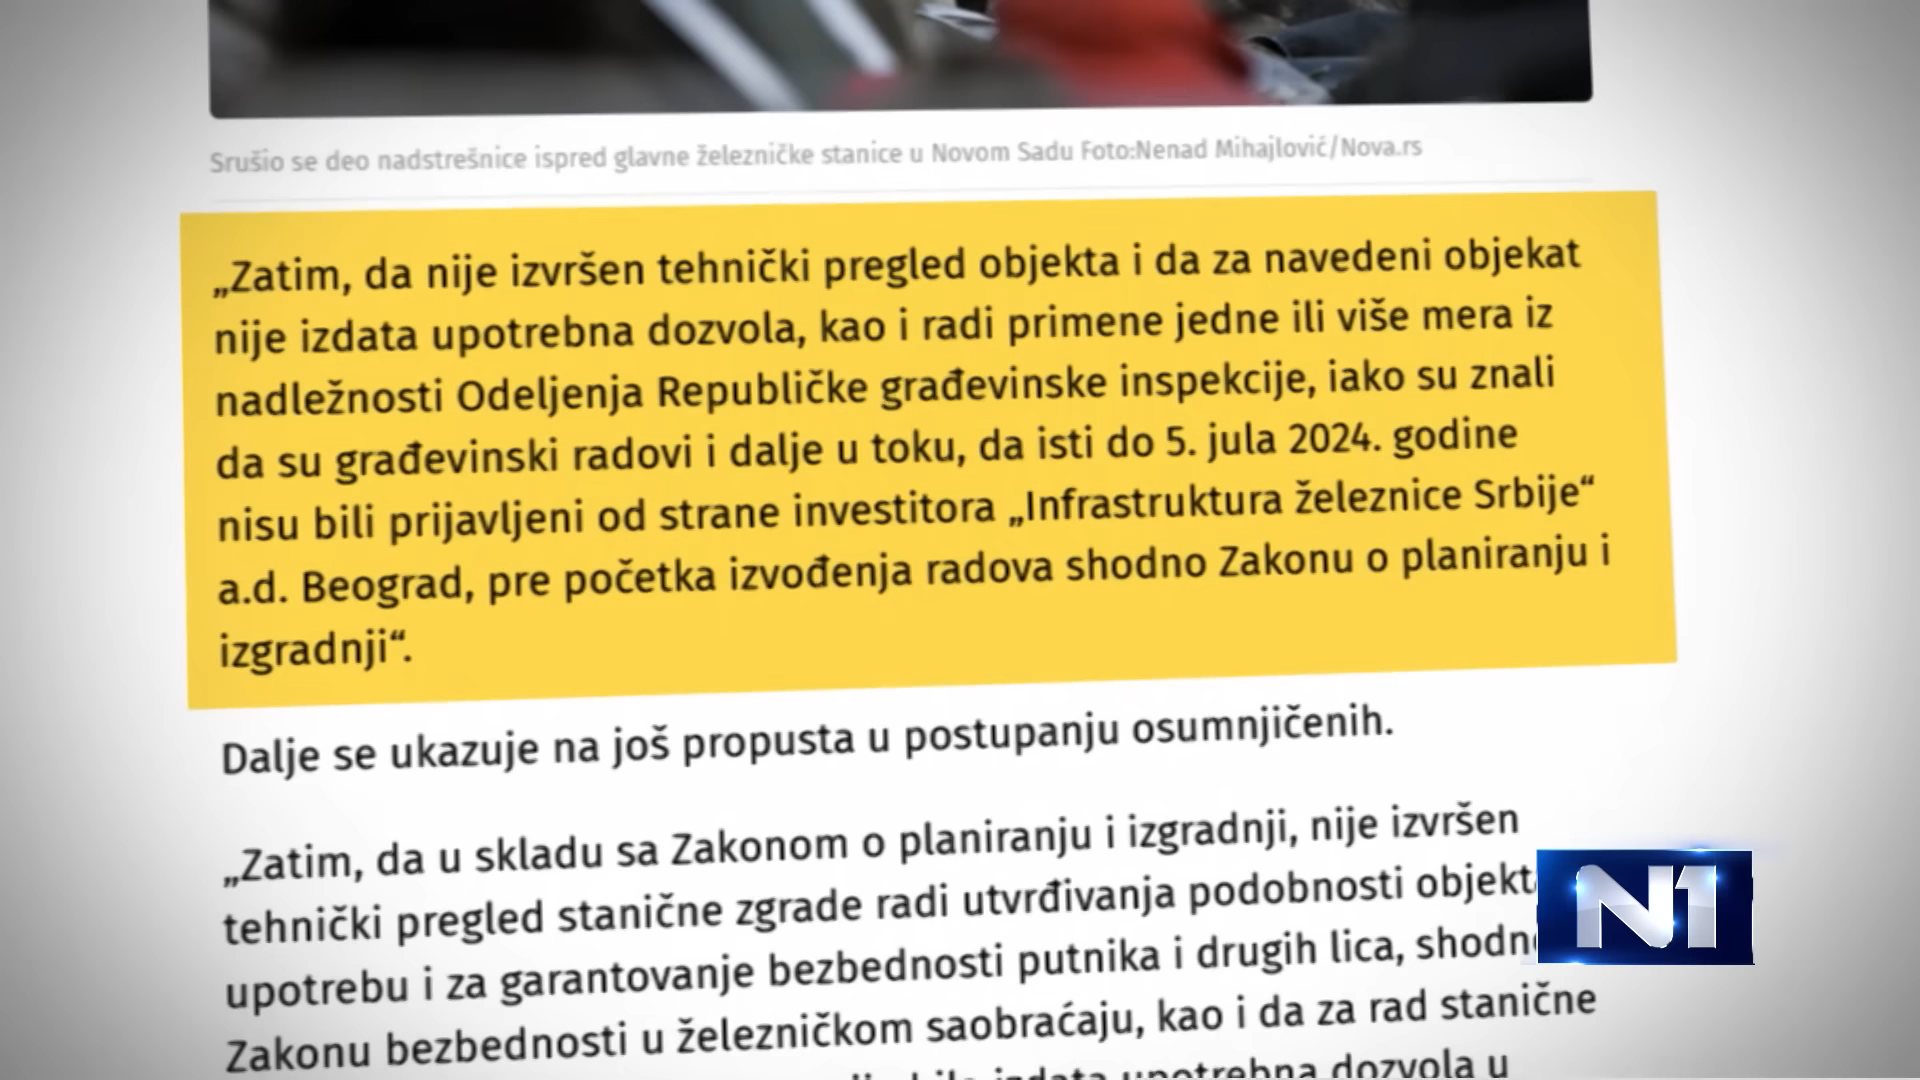 Srušio se deo nadstrešnice ispred glavne železničke stanice u Novom Sadu Foto:Nenad Mihajlović/Nova.rs
„Zatim, da nije izvršen tehnički pregled objekta i da za navedeni objekat
nije izdata upotrebna dozvola, kao i radi primene jedne ili više mera iz
nadležnosti Odeljenja Republičke građevinske inspekcije, iako su znali
da su građevinski radovi i dalje u toku, da isti do 5. jula 2024. godine
nisu bili prijavljeni od strane investitora „Infrastruktura železnice Srbije“
a.d. Beograd, pre početka izvođenja radova shodno Zakonu o planiranju i
izgradnji“.
Dalje se ukazuje na još propusta u postupanju osumnjičenih.
„Zatim, da u skladu sa Zakonom o planiranju i izgradnji, nije izvršen
tehnički pregled stanične zgrade radi utvrđivanja podobnosti
upotrebu i za garantovanje bezbednosti putnika i drugih lica,
Zakonu bezbednosti u železničkom saobraćaju, kao i da za rad stanične
izdata upotrebna dozvola u
N1